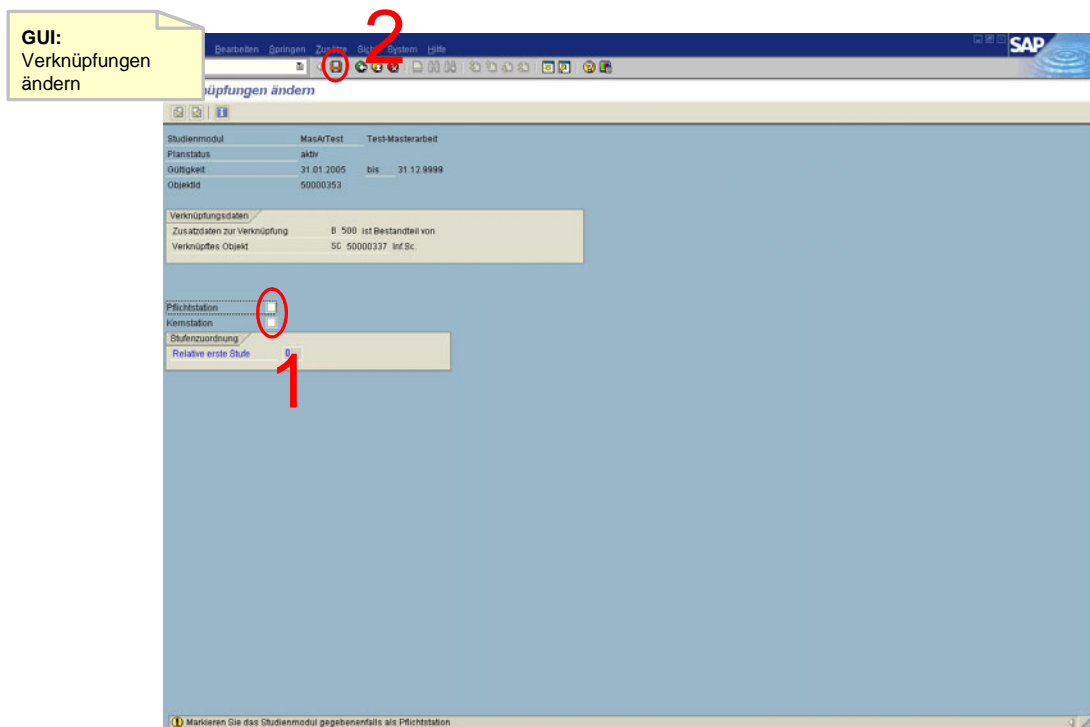 GUI:
Verknüpfungen
ändern
2
Bearbeiten Springen System Hilfe
SAP
nüpfungen ändern
Studienmodul MasArTest Test-Masterarbeit
Planstatus aktiv
Gültigkeit 31.01.2005 bis 31.12.9999
ObjektId 50000353
Verknüpfungsdaten
Zusatzdaten zur Verknüpfung B 500 ist Bestandteil von
Verknüpftes Objekt SC 50000337 Inf.Sc.
Pflichtstation
Kernstation
Stufenzuordnung
Relative erste Stufe 0
1
Markieren Sie das Studienmodul gegebenenfalls als Pflichtstation